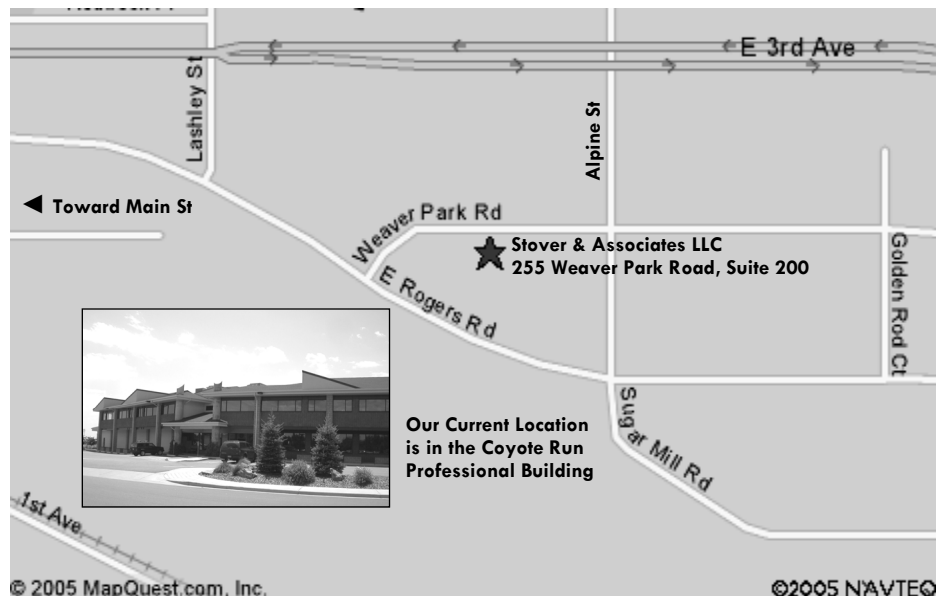 E 3rd Ave
Lashley St
Alpine St
Toward Main St
Weaver Park Rd
Stover & Associates LLC
255 Weaver Park Road, Suite 200
Golden Rod Ct
E Rogers Rd
Our Current Location
is in the Coyote Run
Professional Building
Sugar Mill Rd
1st Ave
© 2005 MapQuest.com, Inc.
©2005 NAVTEQ